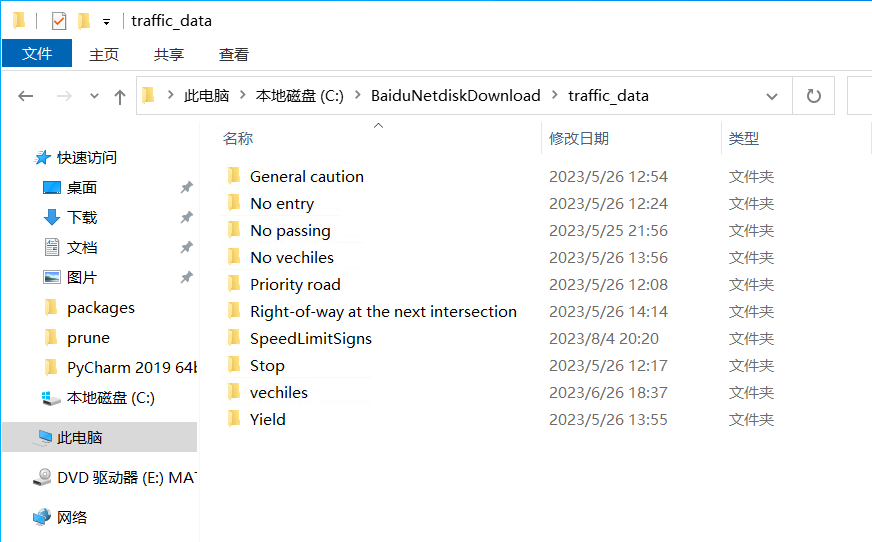 traffic_data
文件 主页 共享 查看
此电脑 本地磁盘 (C:) BaiduNetdiskDownload traffic_data
名称 修改日期 类型
快速访问
桌面
下载
文档
图片
packages
prune
PyCharm 2019 64b
本地磁盘 (C:)
此电脑
DVD 驱动器 (E:) MAT
网络
General caution 2023/5/26 12:54 文件夹
No entry 2023/5/26 12:24 文件夹
No passing 2023/5/25 21:56 文件夹
No vechiles 2023/5/26 13:56 文件夹
Priority road 2023/5/26 12:08 文件夹
Right-of-way at the next intersection 2023/5/26 14:14 文件夹
SpeedLimitSigns 2023/8/4 20:20 文件夹
Stop 2023/5/26 12:17 文件夹
vechiles 2023/6/26 18:37 文件夹
Yield 2023/5/26 13:55 文件夹